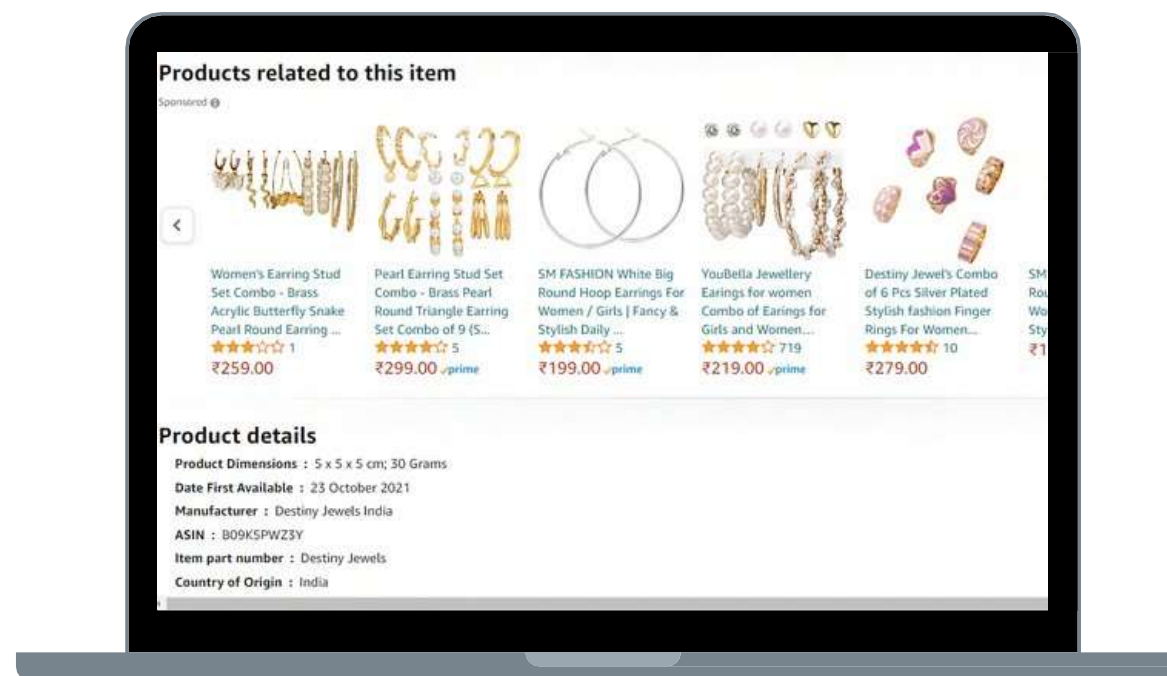 Products related to this item
Sponsored
Women's Earring Stud
Set Combo - Brass
Acrylic Butterfly Snake
Pearl Round Earring ...
1
₹259.00
Pearl Earring Stud Set
Combo - Brass Pearl
Round Triangle Earring
Set Combo of 9 (S...
5
₹299.00 prime
SM FASHION White Big
Round Hoop Earrings For
Women / Girls | Fancy &
Stylish Daily ...
5
₹199.00 prime
YouBella Jewellery
Earings for women
Combo of Earings for
Girls and Women...
719
₹219.00 prime
Destiny Jewel's Combo
of 6 Pcs Silver Plated
Stylish fashion Finger
Rings For Women...
10
₹279.00
SM
Rou
Wo
Sty
₹1
Product details
Product Dimensions : 5 x 5 x 5 cm; 30 Grams
Date First Available : 23 October 2021
Manufacturer : Destiny Jewels India
ASIN : B09K5PWZ3Y
Item part number : Destiny Jewels
Country of Origin : India